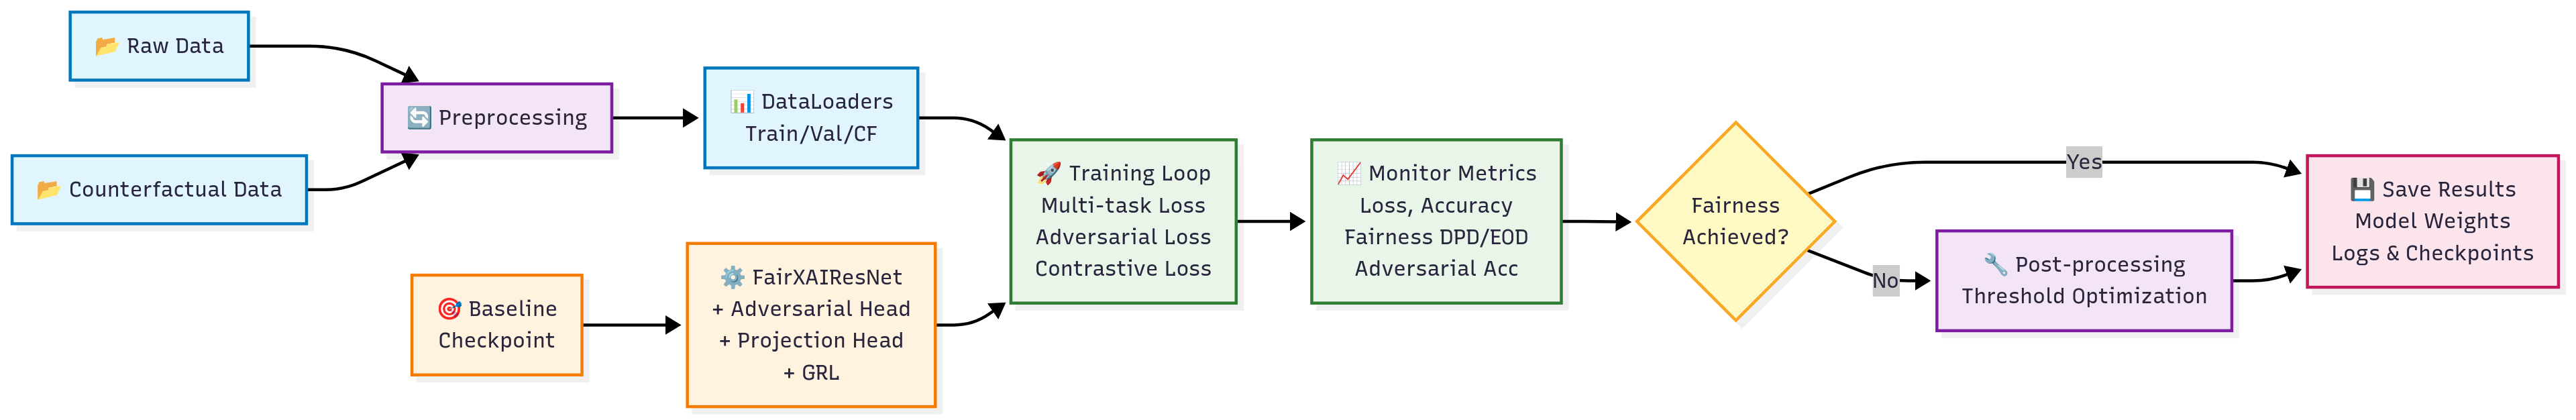 Raw Data
Counterfactual Data
Preprocessing
DataLoaders
Train/Val/CF
Baseline
Checkpoint
FairXAIResNet
+ Adversarial Head
+ Projection Head
+ GRL
Training Loop
Multi-task Loss
Adversarial Loss
Contrastive Loss
Monitor Metrics
Loss, Accuracy
Fairness DPD/EOD
Adversarial Acc
Fairness
Achieved?
Yes
No
Post-processing
Threshold Optimization
Save Results
Model Weights
Logs & Checkpoints